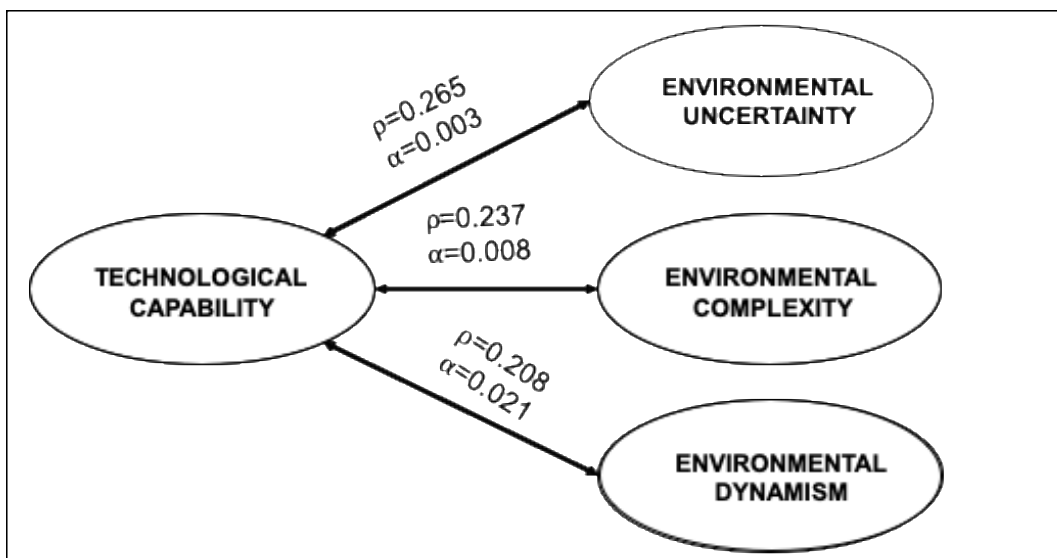 ENVIRONMENTAL
UNCERTAINTY
ρ=0.265
α=0.003
TECHNOLOGICAL
CAPABILITY
ρ=0.237
α=0.008
ENVIRONMENTAL
COMPLEXITY
ρ=0.208
α=0.021
ENVIRONMENTAL
DYNAMISM